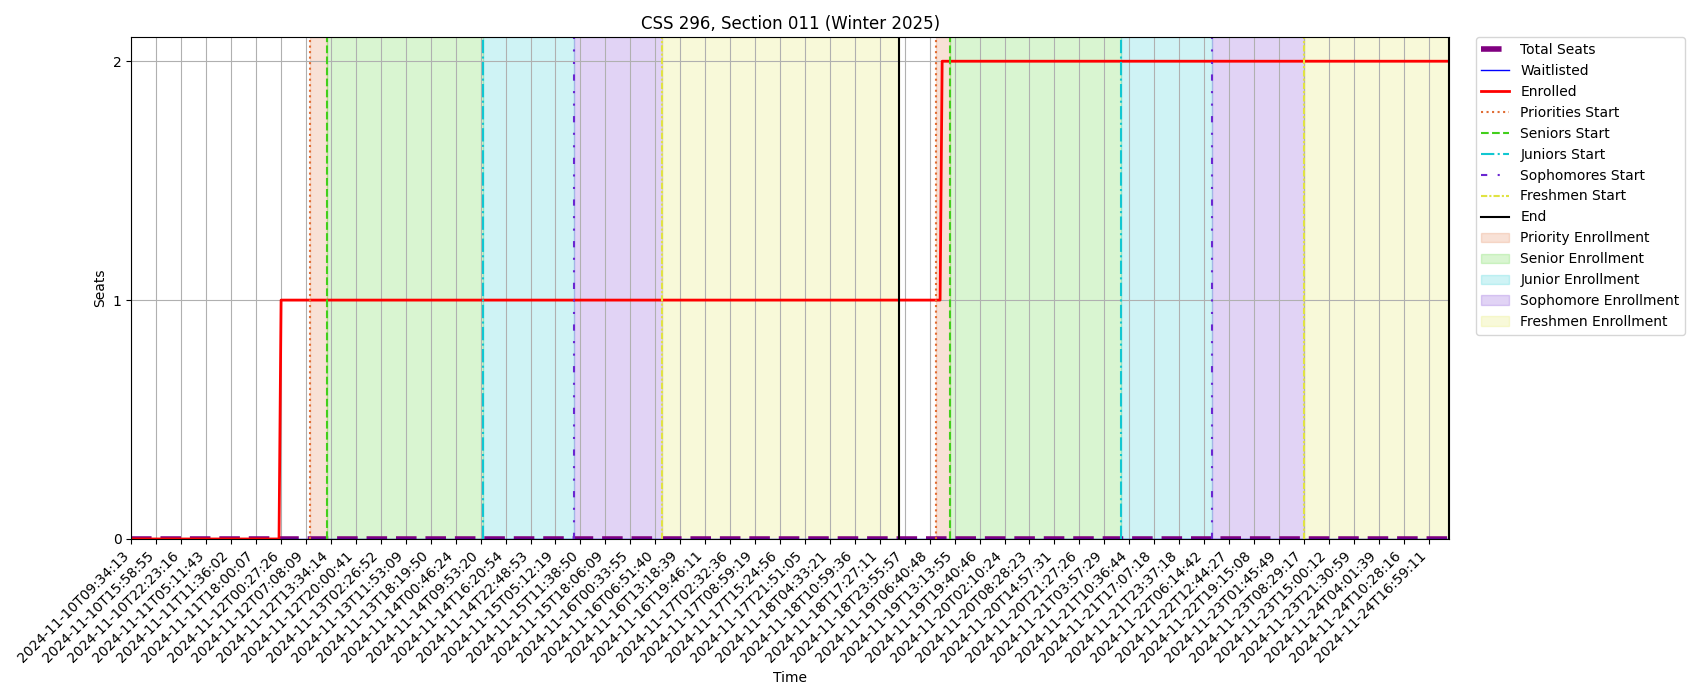 CSS 296, Section 011 (Winter 2025)
Seats
2
1
0
2024-11-10T09:34:13
2024-11-10T15:58:55
2024-11-10T22:23:16
2024-11-11T05:11:43
2024-11-11T11:36:02
2024-11-11T18:00:07
2024-11-12T00:27:26
2024-11-12T07:08:09
2024-11-12T13:34:14
2024-11-12T20:00:41
2024-11-13T02:26:52
2024-11-13T11:53:09
2024-11-13T18:19:50
2024-11-14T00:46:24
2024-11-14T09:53:20
2024-11-14T16:20:54
2024-11-14T22:48:53
2024-11-15T05:12:19
2024-11-15T11:38:50
2024-11-15T18:06:09
2024-11-16T00:33:55
2024-11-16T06:51:40
2024-11-16T13:18:39
2024-11-16T19:46:11
2024-11-17T02:32:36
2024-11-17T08:59:19
2024-11-17T15:24:56
2024-11-17T21:51:05
2024-11-18T04:33:21
2024-11-18T10:59:36
2024-11-18T17:27:11
2024-11-18T23:55:57
2024-11-19T06:40:48
2024-11-19T13:13:55
2024-11-19T19:40:46
2024-11-20T02:10:24
2024-11-20T08:28:23
2024-11-20T14:57:31
2024-11-20T21:27:26
2024-11-21T03:57:29
2024-11-21T10:36:44
2024-11-21T17:07:18
2024-11-21T23:37:18
2024-11-22T06:14:42
2024-11-22T12:44:27
2024-11-22T19:15:08
2024-11-23T01:45:49
2024-11-23T08:29:17
2024-11-23T15:00:12
2024-11-23T21:30:59
2024-11-24T04:01:39
2024-11-24T10:28:16
2024-11-24T16:59:11
Time
Total Seats
Waitlisted
Enrolled
Priorities Start
Seniors Start
Juniors Start
Sophomores Start
Freshmen Start
End
Priority Enrollment
Senior Enrollment
Junior Enrollment
Sophomore Enrollment
Freshmen Enrollment